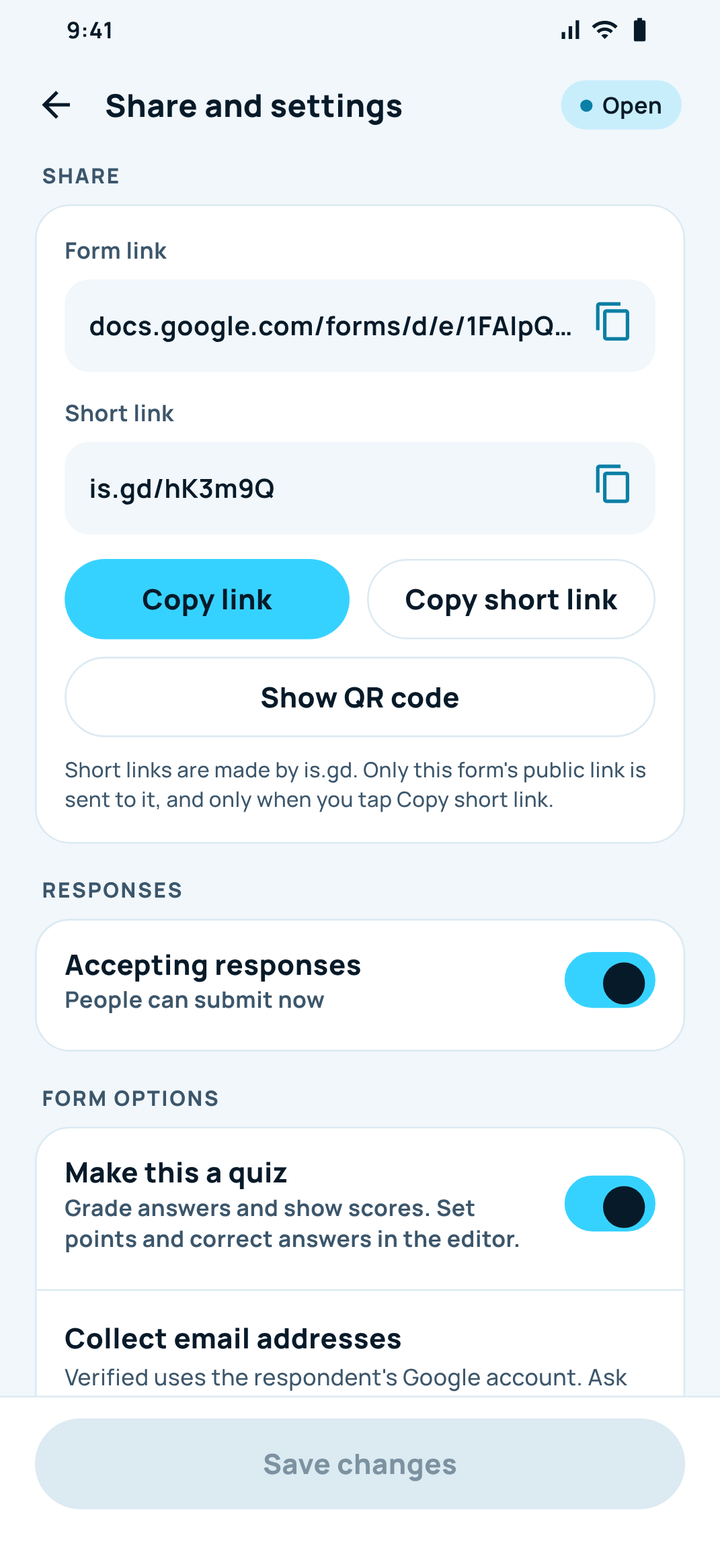 9:41
Share and settings
Open
SHARE
Form link
docs.google.com/forms/d/e/1FAIpQ...
Short link
is.gd/hK3m9Q
Copy link
Copy short link
Show QR code
Short links are made by is.gd. Only this form's public link is
sent to it, and only when you tap Copy short link.
RESPONSES
Accepting responses
People can submit now
FORM OPTIONS
Make this a quiz
Grade answers and show scores. Set
points and correct answers in the editor.
Collect email addresses
Verified uses the respondent's Google account. Ask
Save changes